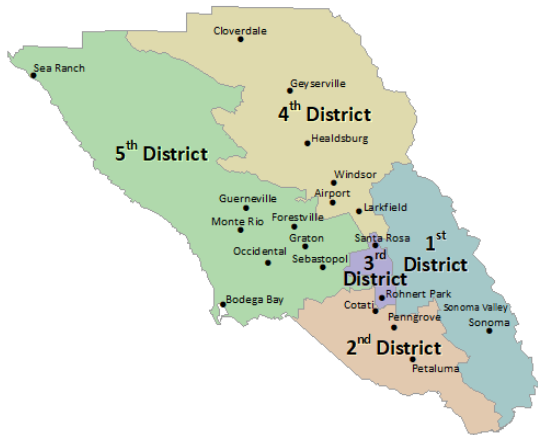 Cloverdale
Sea Ranch
Geyserville
4th District
Healdsburg
5th District
Windsor
Airport
Guerneville
Larkfield
Monte Rio
Forestville
Graton
Santa Rosa
1st
District
Occidental
Sebastopol
3rd
District
Bodega Bay
Rohnert Park
Cotati
Sonoma Valley
Penngrove
Sonoma
2nd District
Petaluma